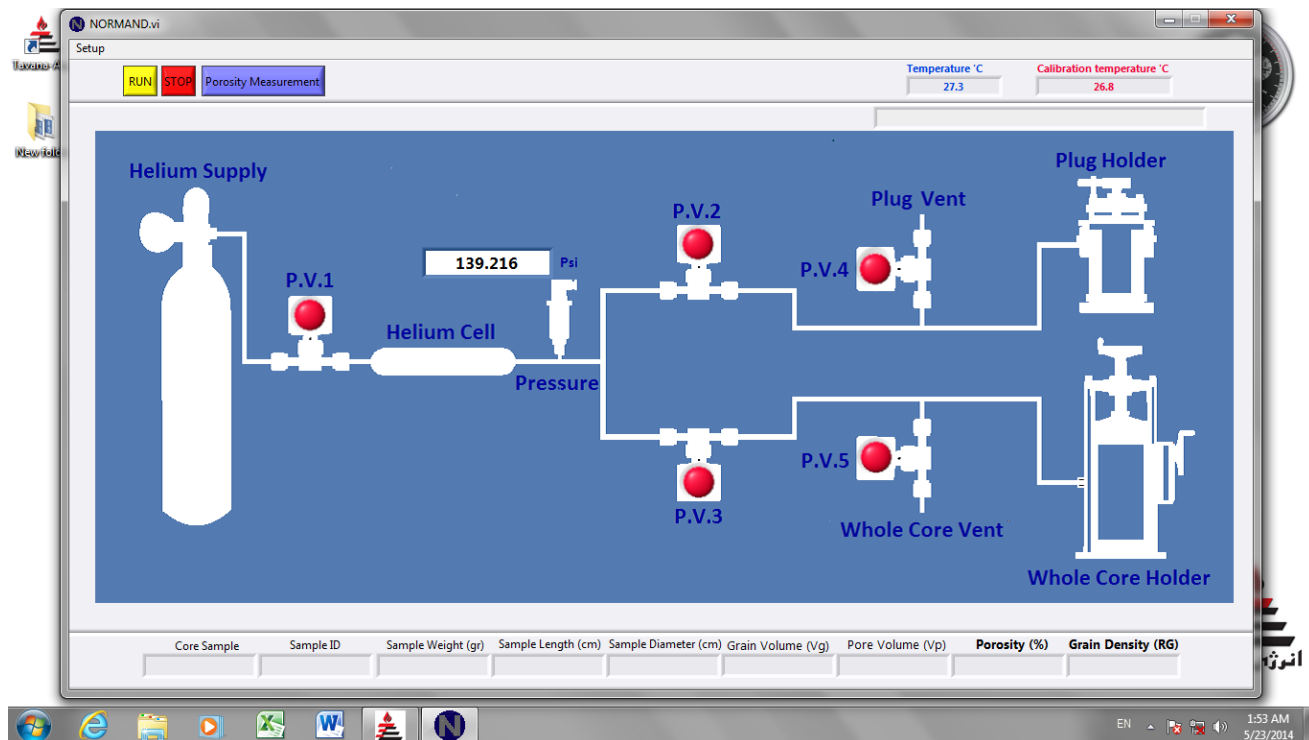 NORMAND.vi
Setup
RUN
STOP
Porosity Measurement
Temperature 'C
27.3
Calibration temperature 'C
26.8
Helium Supply
P.V.1
139.216
Psi
Helium Cell
Pressure
P.V.2
P.V.3
Plug Vent
P.V.4
P.V.5
Whole Core Vent
Plug Holder
Whole Core Holder
Core Sample
Sample ID
Sample Weight (gr)
Sample Length (cm)
Sample Diameter (cm)
Grain Volume (Vg)
Pore Volume (Vp)
Porosity (%)
Grain Density (RG)
New fold
N
EN
1:53 AM
5/23/2014